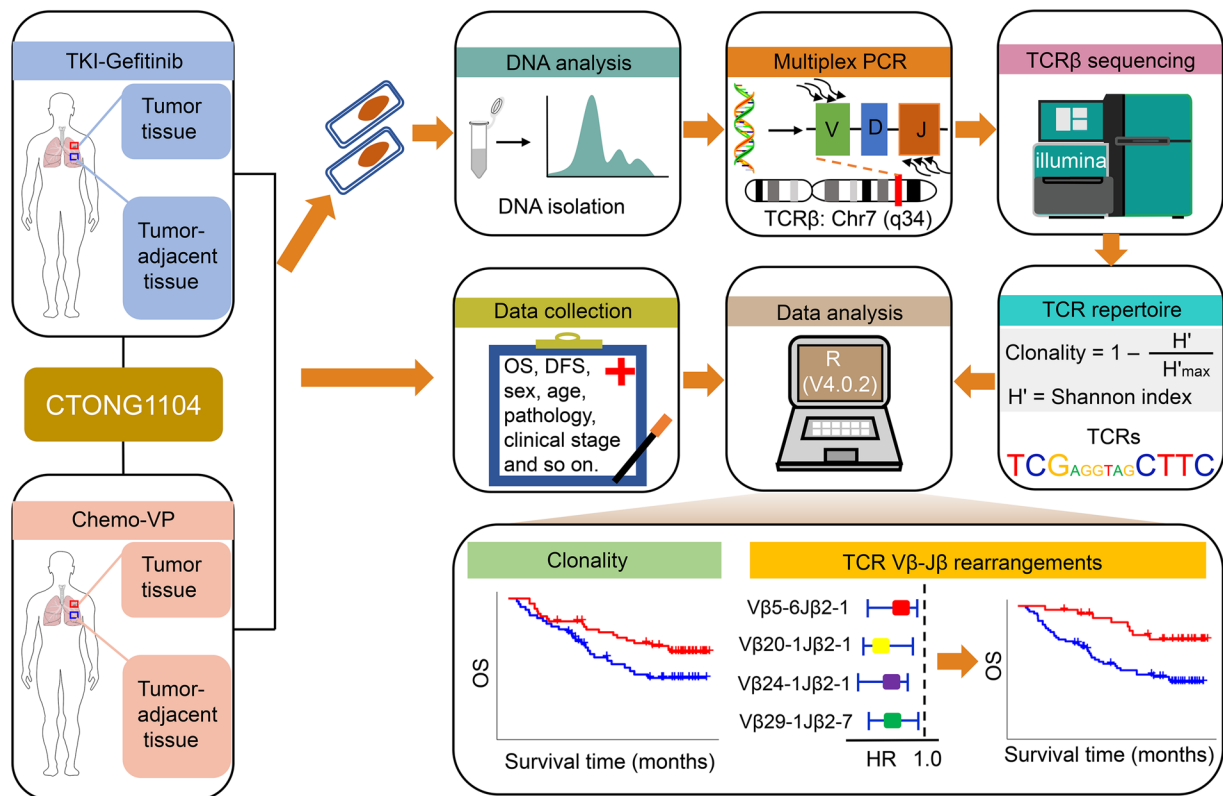 TKI-Gefitinib
Tumor
tissue
Tumor-
adjacent
tissue
CTONG1104
Chemo-VP
Tumor
tissue
Tumor-
adjacent
tissue
DNA analysis
DNA isolation
Multiplex PCR
V
D
J
TCRβ: Chr7 (q34)
TCRβ sequencing
illumina
Data collection
OS, DFS,
sex, age,
pathology,
clinical stage
and so on.
Data analysis
R
(V4.0.2)
TCR repertoire
Clonality = 1 – H' / H'max
H' = Shannon index
TCRs
TCGAGGTAGCTTC
Clonality
OS
Survival time (months)
TCR Vβ-Jβ rearrangements
Vβ5-6Jβ2-1
Vβ20-1Jβ2-1
Vβ24-1Jβ2-1
Vβ29-1Jβ2-7
HR 1.0
OS
Survival time (months)